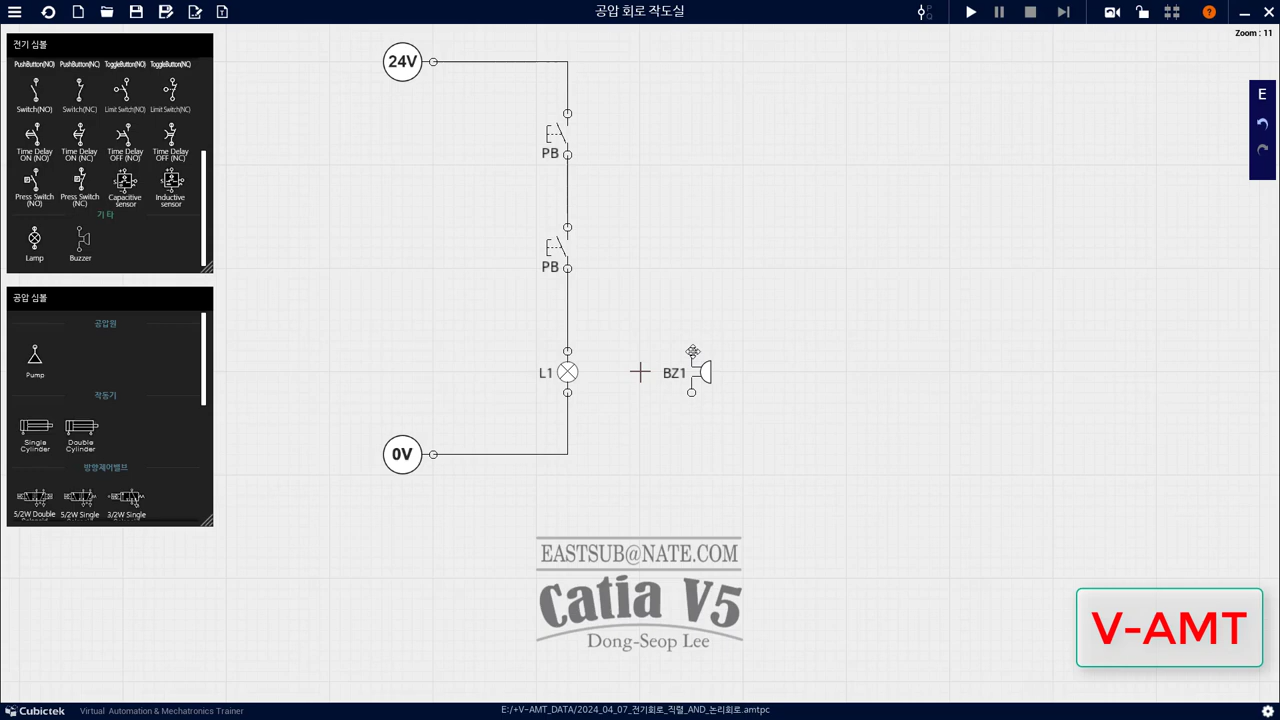 공압 회로 작도실
Zoom : 11
전기 심볼
PushButton(NO) PushButton(NC) ToggleButton(NO) ToggleButton(NC)
Switch(NO) Switch(NC) Limit Switch(NO) Limit Switch(NC)
Time Delay ON (NO) Time Delay ON (NC) Time Delay OFF (NO) Time Delay OFF (NC)
Press Switch (NO) Press Switch (NC) Capacitive sensor Inductive sensor
기 타
Lamp Buzzer
공압 심볼
공압원
Pump
작동기
Single Cylinder Double Cylinder
방향제어밸브
5/2W Double 5/2W Single 3/2W Single
24V
PB
PB
L1
BZ1
0V
E
EASTSUB@NATE.COM
Catia V5
Dong-Seop Lee
V-AMT
Cubictek Virtual Automation & Mechatronics Trainer
E:/+V-AMT_DATA/2024_04_07_전기회로_직렬_AND_논리회로.amtpc